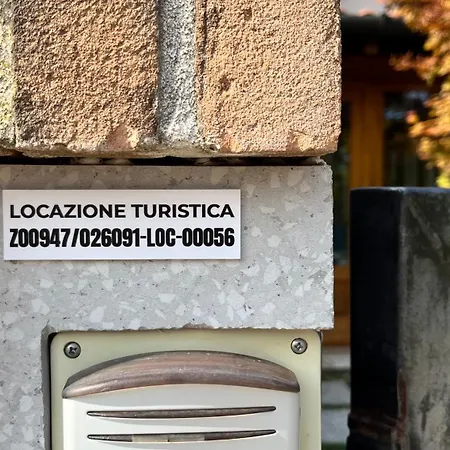 LOCAZIONE TURISTICA
Z00947/026091-LOC-00056